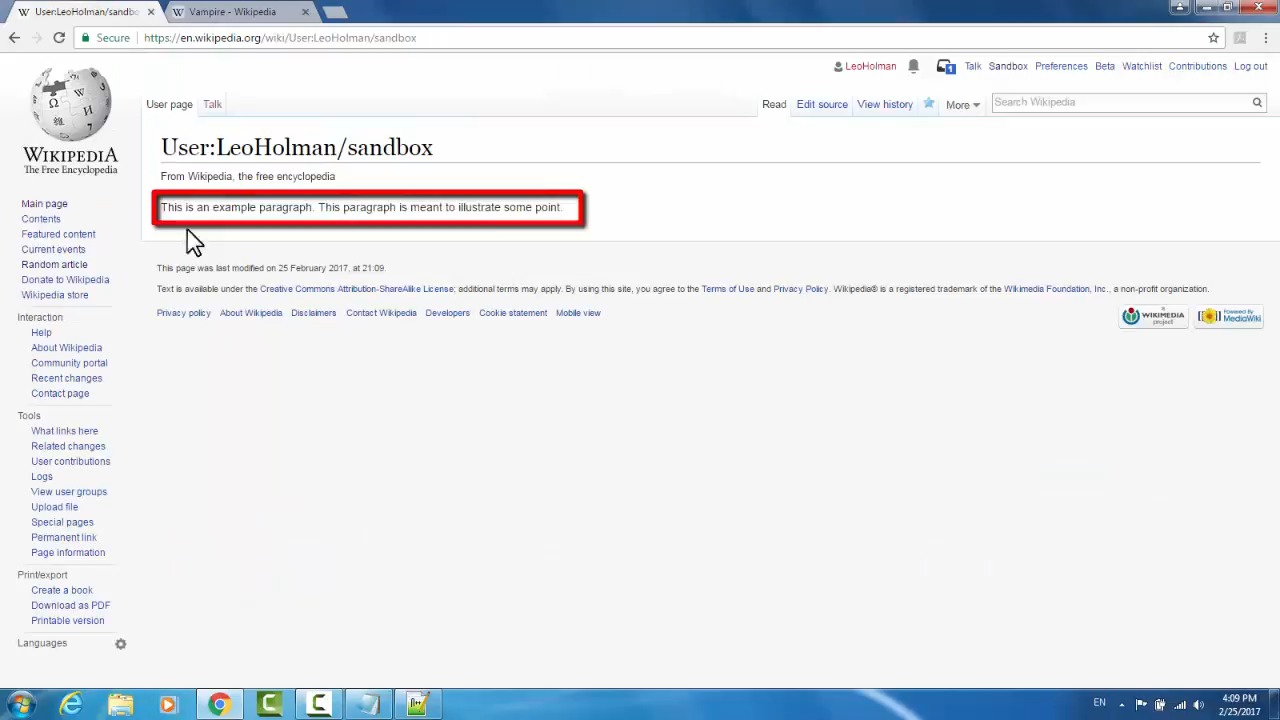 User:LeoHolman/sandbo
Vampire - Wikipedia
Secure
https://en.wikipedia.org/wiki/User:LeoHolman/sandbox
LeoHolman
1
Talk
Sandbox
Preferences
Beta
Watchlist
Contributions
Log out
User page
Talk
Read
Edit source
View history
More
Search Wikipedia
WIKIPEDIA
The Free Encyclopedia
User:LeoHolman/sandbox
From Wikipedia, the free encyclopedia
This is an example paragraph. This paragraph is meant to illustrate some point.
This page was last modified on 25 February 2017, at 21:09.
Text is available under the Creative Commons Attribution-ShareAlike License; additional terms may apply. By using this site, you agree to the Terms of Use and Privacy Policy. Wikipedia® is a registered trademark of the Wikimedia Foundation, Inc., a non-profit organization.
Privacy policy
About Wikipedia
Disclaimers
Contact Wikipedia
Developers
Cookie statement
Mobile view
A
WIKIMEDIA
project
Powered By
MediaWiki
Main page
Contents
Featured content
Current events
Random article
Donate to Wikipedia
Wikipedia store
Interaction
Help
About Wikipedia
Community portal
Recent changes
Contact page
Tools
What links here
Related changes
User contributions
Logs
View user groups
Upload file
Special pages
Permanent link
Page information
Print/export
Create a book
Download as PDF
Printable version
Languages
EN
4:09 PM
2/25/2017